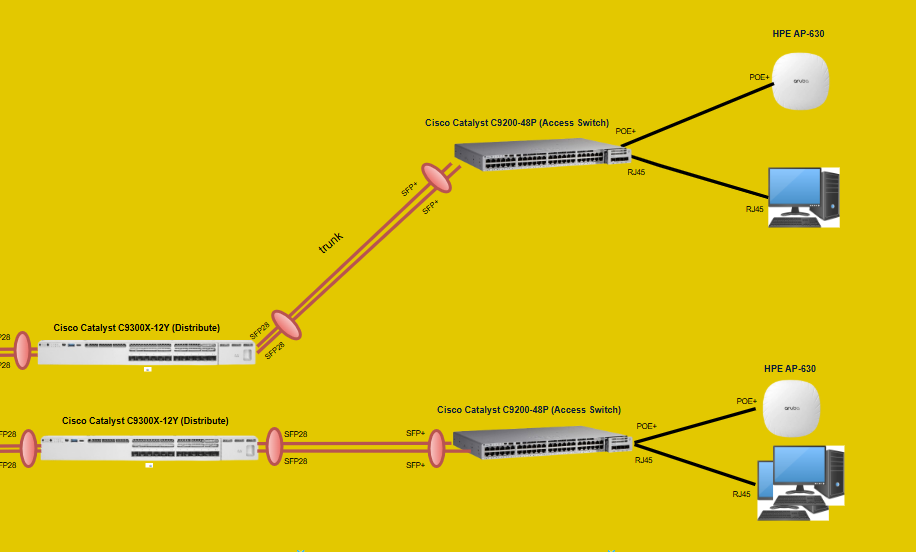 HPE AP-630
POE+
aruba
Cisco Catalyst C9200-48P (Access Switch)
POE+
RJ45
SFP+
SFP+
RJ45
trunk
SFP28
SFP28
Cisco Catalyst C9300X-12Y (Distribute)
HPE AP-630
POE+
aruba
Cisco Catalyst C9200-48P (Access Switch)
Cisco Catalyst C9300X-12Y (Distribute)
POE+
SFP28
SFP+
RJ45
SFP28
SFP+
RJ45